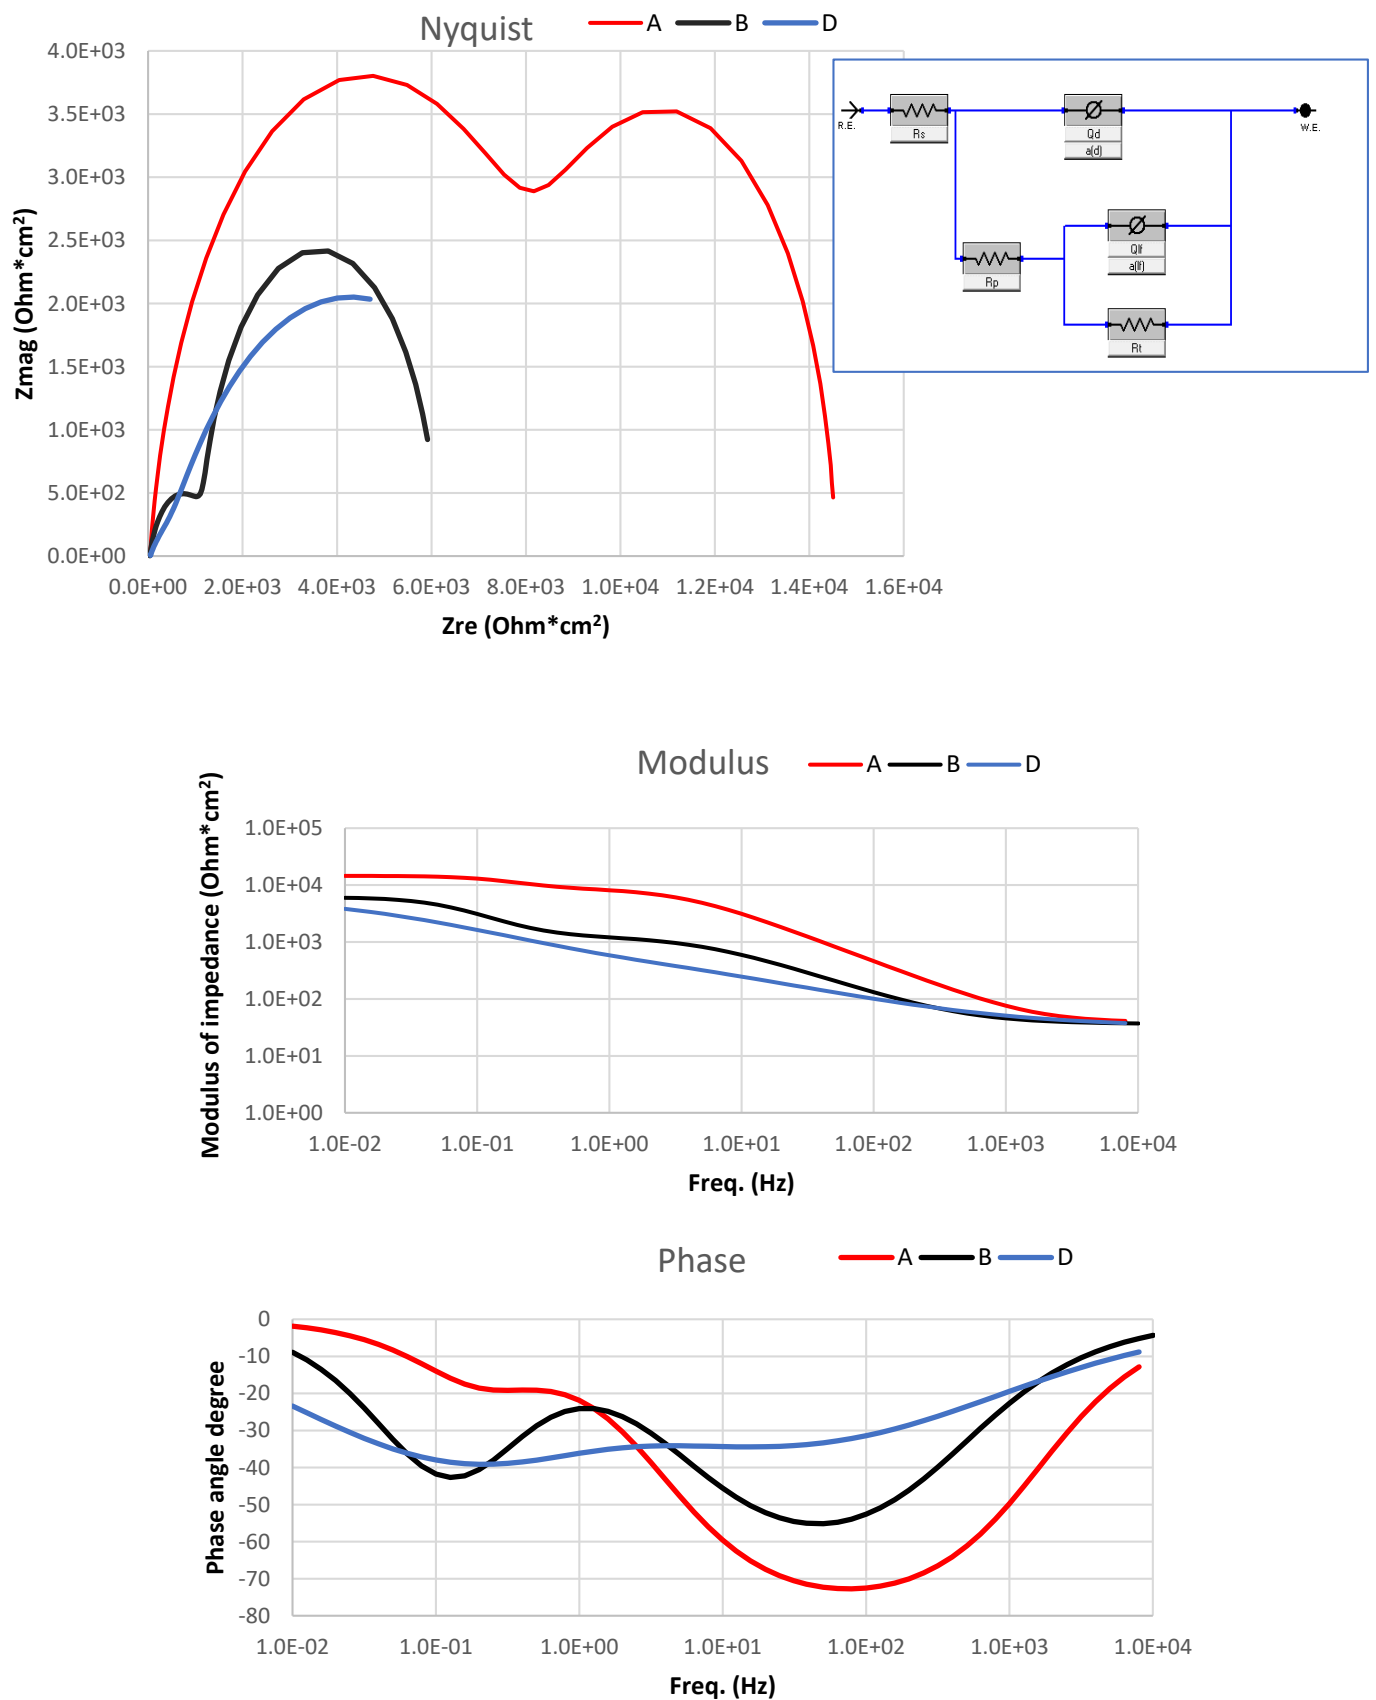 Nyquist
A B D
4.0E+03
3.5E+03
3.0E+03
2.5E+03
2.0E+03
1.5E+03
1.0E+03
5.0E+02
0.0E+00
Zmag (Ohm*cm²)
0.0E+00 2.0E+03 4.0E+03 6.0E+03 8.0E+03 1.0E+04 1.2E+04 1.4E+04 1.6E+04
Zre (Ohm*cm²)
R.E.
Rs
Qd
a(d)
W.E.
Qlf
a(lf)
Rp
Rt
Modulus
A B D
Modulus of impedance (Ohm*cm²)
1.0E+05
1.0E+04
1.0E+03
1.0E+02
1.0E+01
1.0E+00
1.0E-02 1.0E-01 1.0E+00 1.0E+01 1.0E+02 1.0E+03 1.0E+04
Freq. (Hz)
Phase
A B D
Phase angle degree
0
-10
-20
-30
-40
-50
-60
-70
-80
1.0E-02 1.0E-01 1.0E+00 1.0E+01 1.0E+02 1.0E+03 1.0E+04
Freq. (Hz)